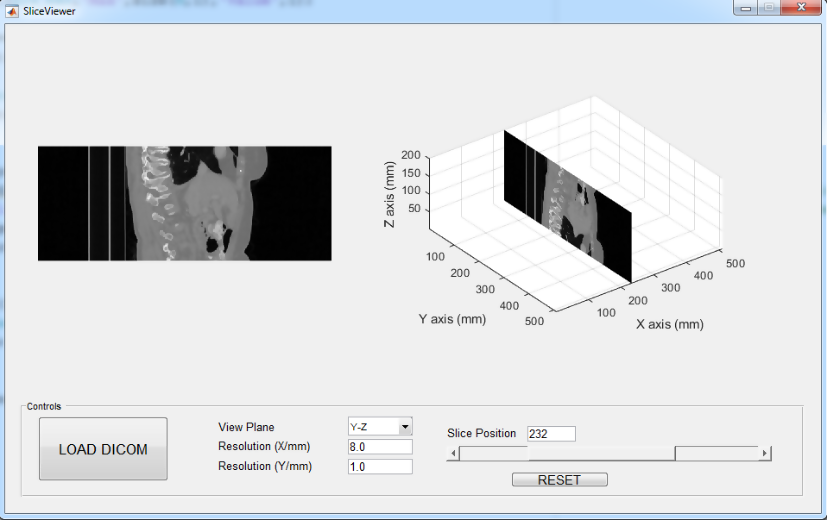 SliceViewer
200
150
100
50
Z axis (mm)
100
200
300
400
500
Y axis (mm)
100
200
300
400
500
X axis (mm)
Controls
LOAD DICOM
View Plane Y-Z
Resolution (X/mm) 8.0
Resolution (Y/mm) 1.0
Slice Position 232
RESET